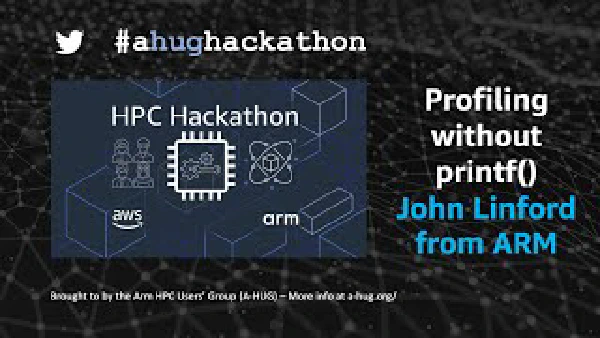 #ahughackathon
HPC Hackathon
aws
arm
Profiling
without
printf()
John Linford
from ARM
Brought to by the Arm HPC Users' Group (A-HUG) – More info at a-hug.org/